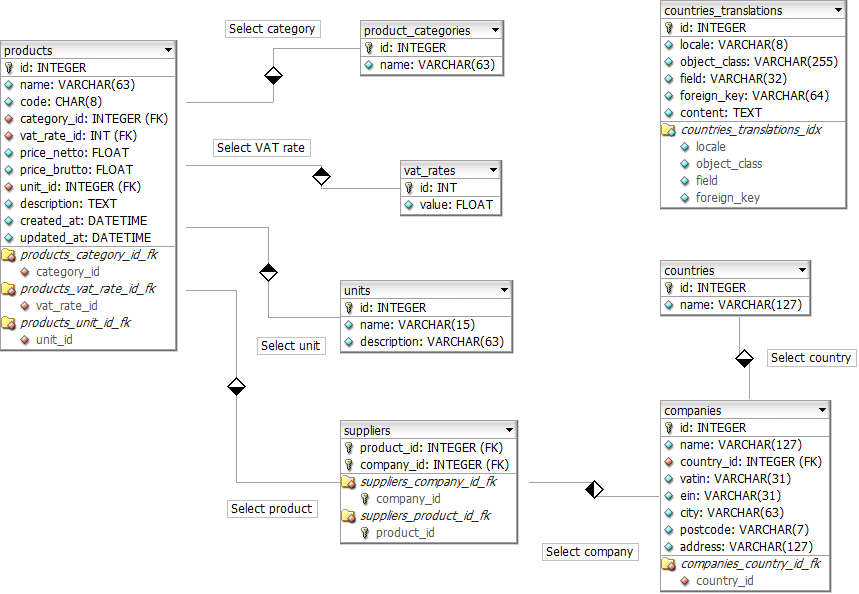 products
id: INTEGER
name: VARCHAR(63)
code: CHAR(8)
category_id: INTEGER (FK)
vat_rate_id: INT (FK)
price_netto: FLOAT
price_brutto: FLOAT
unit_id: INTEGER (FK)
description: TEXT
created_at: DATETIME
updated_at: DATETIME
products_category_id_fk
category_id
products_vat_rate_id_fk
vat_rate_id
products_unit_id_fk
unit_id
Select category
product_categories
id: INTEGER
name: VARCHAR(63)
Select VAT rate
vat_rates
id: INT
value: FLOAT
units
id: INTEGER
name: VARCHAR(15)
description: VARCHAR(63)
Select unit
suppliers
product_id: INTEGER (FK)
company_id: INTEGER (FK)
suppliers_company_id_fk
company_id
suppliers_product_id_fk
product_id
Select product
Select company
countries_translations
id: INTEGER
locale: VARCHAR(8)
object_class: VARCHAR(255)
field: VARCHAR(32)
foreign_key: VARCHAR(64)
content: TEXT
countries_translations_idx
locale
object_class
field
foreign_key
countries
id: INTEGER
name: VARCHAR(127)
Select country
companies
id: INTEGER
name: VARCHAR(127)
country_id: INTEGER (FK)
vatin: VARCHAR(31)
ein: VARCHAR(31)
city: VARCHAR(63)
postcode: VARCHAR(7)
address: VARCHAR(127)
companies_country_id_fk
country_id